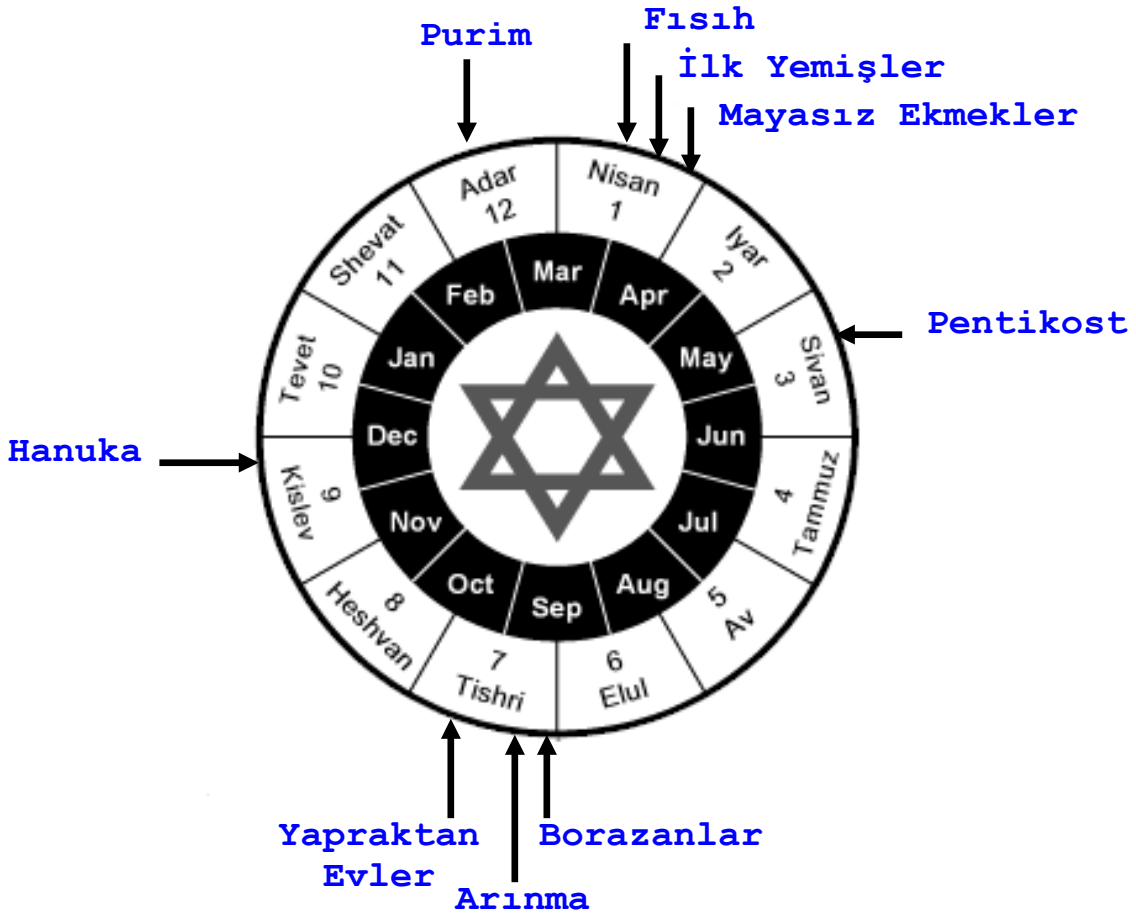 Purim
Fısıh
İlk Yemişler
Mayasız Ekmekler
Pentikost
Hanuka
Yapraktan
Evler
Arınma
Borazanlar
Nisan
1
Iyar
2
Sivan
3
Tammuz
4
Av
5
Elul
6
Tishri
7
Heshvan
8
Kislev
9
Tevet
10
Shevat
11
Adar
12
Mar
Apr
May
Jun
Jul
Aug
Sep
Oct
Nov
Dec
Jan
Feb